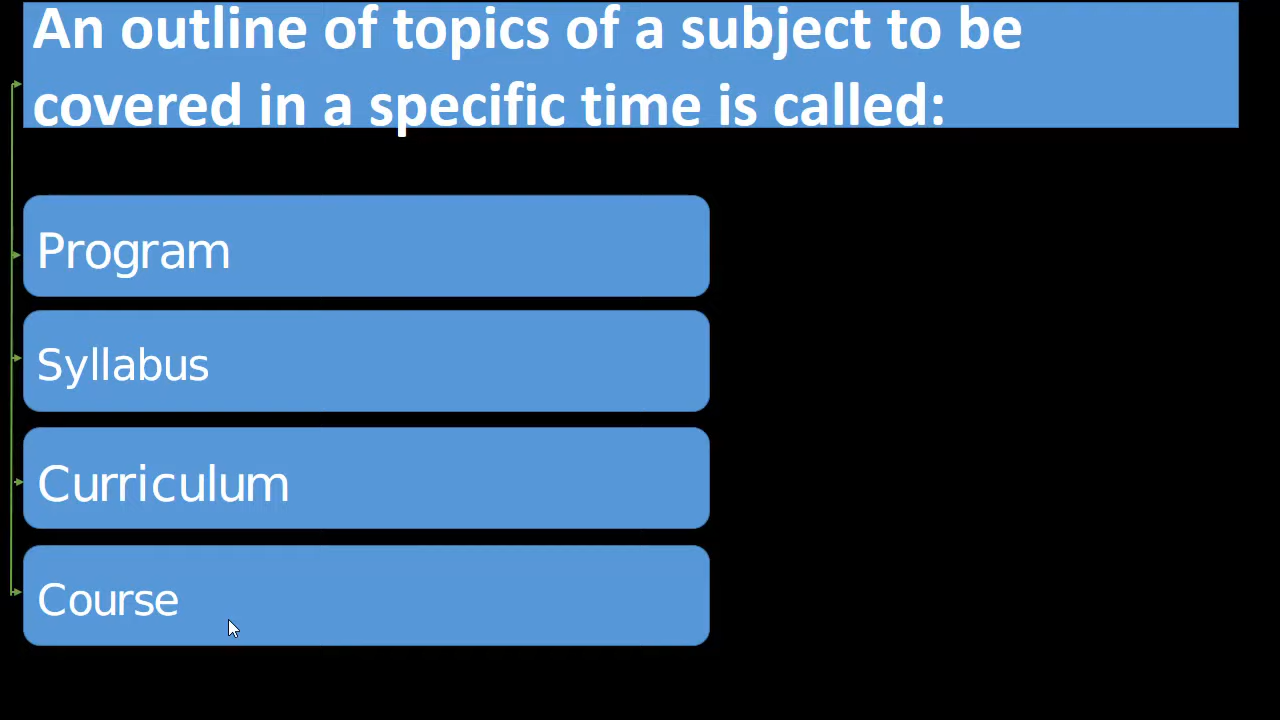 An outline of topics of a subject to be
covered in a specific time is called:
Program
Syllabus
Curriculum
Course